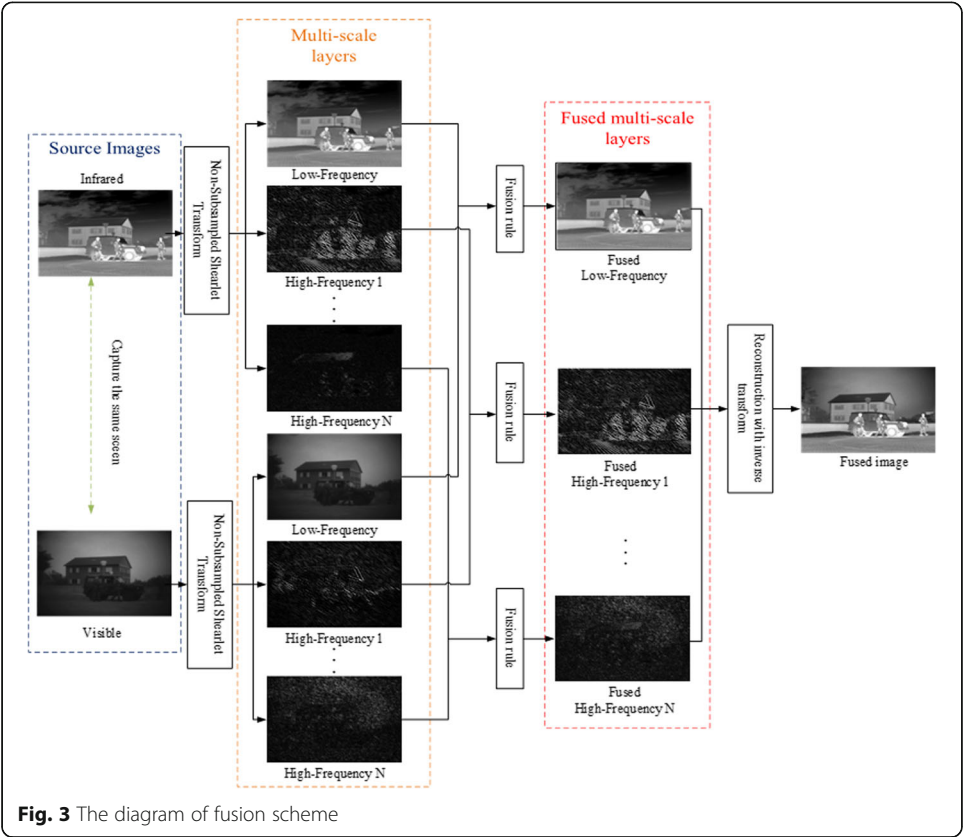 Source Images
Infrared
Capture the same sceen
Visible
Non-Subsampled Shearlet
Transform
Non-Subsampled Shearlet
Transform
Multi-scale
layers
Low-Frequency
High-Frequency 1
High-Frequency N
Low-Frequency
High-Frequency 1
High-Frequency N
Fusion rule
Fusion rule
Fusion rule
Fused multi-scale
layers
Fused
Low-Frequency
Fused
High-Frequency 1
Fused
High-Frequency N
Reconstruction with inverse
transform
Fused image
Fig. 3 The diagram of fusion scheme